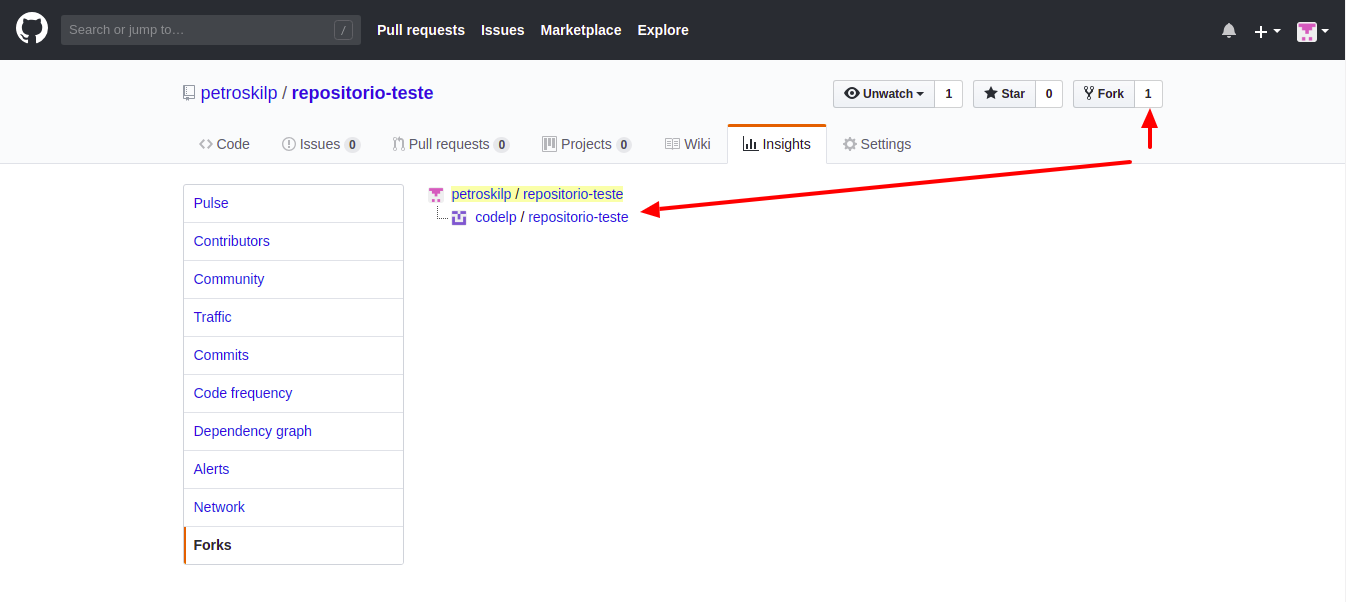 Search or jump to… / Pull requests Issues Marketplace Explore
petroskilp / repositorio-teste Unwatch 1 Star 0 Fork 1
Code Issues 0 Pull requests 0 Projects 0 Wiki Insights Settings
Pulse
Contributors
Community
Traffic
Commits
Code frequency
Dependency graph
Alerts
Network
Forks
petroskilp / repositorio-teste
codelp / repositorio-teste